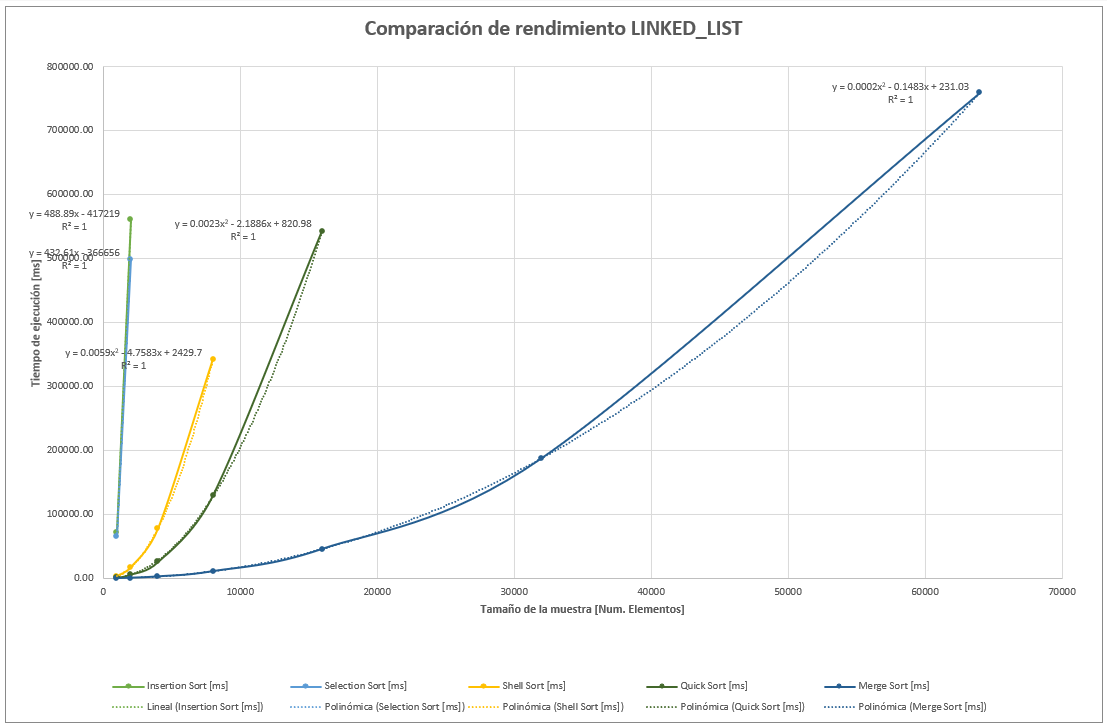 Comparación de rendimiento LINKED_LIST
800000.00
700000.00
600000.00
500000.00
400000.00
300000.00
200000.00
100000.00
0.00
Tiempo de ejecución [ms]
y = 488.89x - 417219
R² = 1
y = 432.61x - 366656
R² = 1
y = 0.0059x² - 4.7583x + 2429.7
R² = 1
y = 0.0023x² - 2.1886x + 820.98
R² = 1
y = 0.0002x² - 0.1483x + 231.03
R² = 1
0 10000 20000 30000 40000 50000 60000 70000
Tamaño de la muestra [Num. Elementos]
Insertion Sort [ms] Selection Sort [ms] Shell Sort [ms] Quick Sort [ms] Merge Sort [ms]
Lineal (Insertion Sort [ms]) Polinómica (Selection Sort [ms]) Polinómica (Shell Sort [ms]) Polinómica (Quick Sort [ms]) Polinómica (Merge Sort [ms])